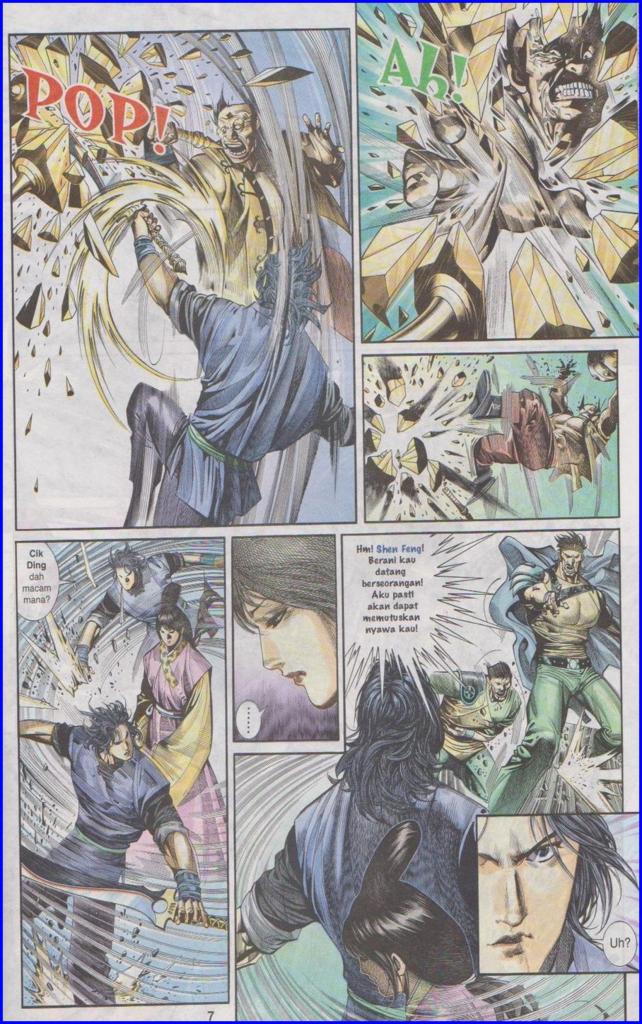 POP!
Ah!
Cik
Ding
dah
macam
mana?
......
Hm! Shen Feng!
Berani kau
datang
berseorangan!
Aku pasti
akan dapat
memutuskan
nyawa kau!
Uh?
7